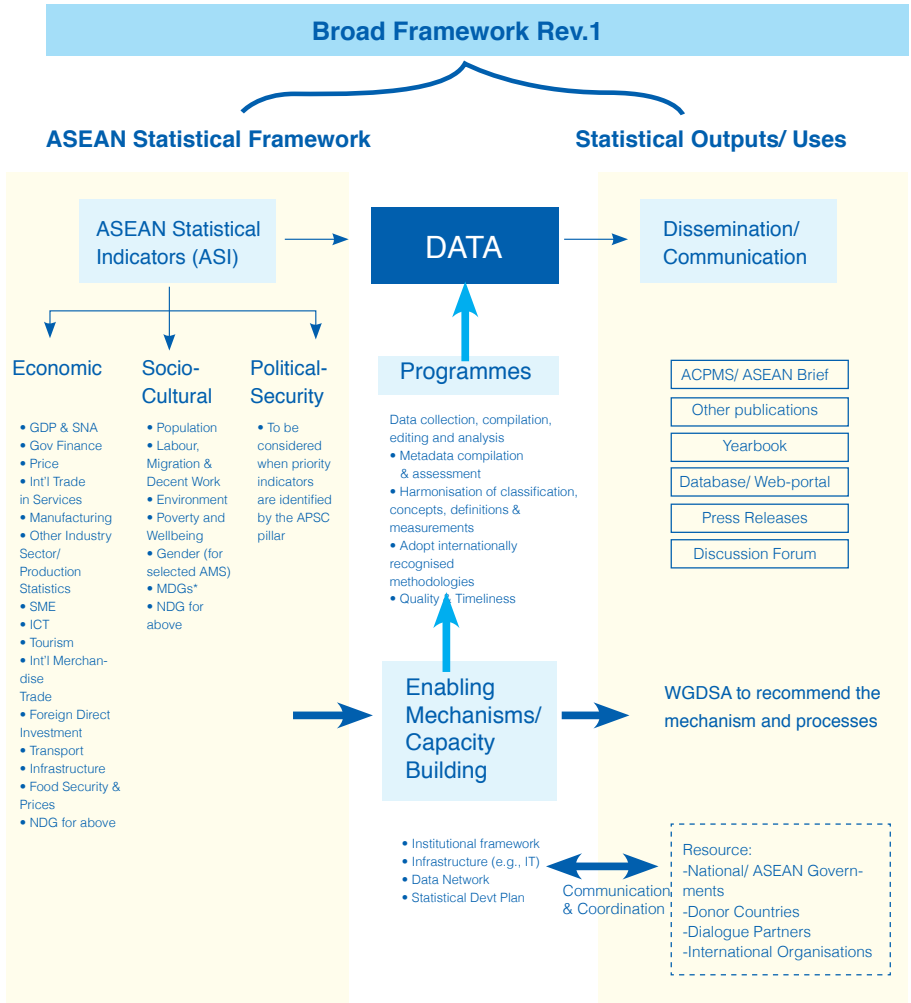 Broad Framework Rev.1
ASEAN Statistical Framework
Statistical Outputs/ Uses
ASEAN Statistical
Indicators (ASI)
DATA
Dissemination/
Communication
Economic
• GDP & SNA
• Gov Finance
• Price
• Int'l Trade
in Services
• Manufacturing
• Other Industry
Sector/
Production
Statistics
• SME
• ICT
• Tourism
• Int'l Merchan-
dise
Trade
• Foreign Direct
Investment
• Transport
• Infrastructure
• Food Security &
Prices
• NDG for above
Socio-
Cultural
• Population
• Labour,
Migration &
Decent Work
• Environment
• Poverty and
Wellbeing
• Gender (for
selected AMS)
• MDGs*
• NDG for
above
Political-
Security
• To be
considered
when priority
indicators
are identified
by the APSC
pillar
Programmes
Data collection, compilation,
editing and analysis
• Metadata compilation
& assessment
• Harmonisation of classification,
concepts, definitions &
measurements
• Adopt internationally
recognised
methodologies
• Quality & Timeliness
Enabling
Mechanisms/
Capacity
Building
• Institutional framework
• Infrastructure (e.g., IT)
• Data Network
• Statistical Devt Plan
ACPMS/ ASEAN Brief
Other publications
Yearbook
Database/ Web-portal
Press Releases
Discussion Forum
WGDSA to recommend the
mechanism and processes
Communication
& Coordination
Resource:
-National/ ASEAN Govern-
ments
-Donor Countries
-Dialogue Partners
-International Organisations